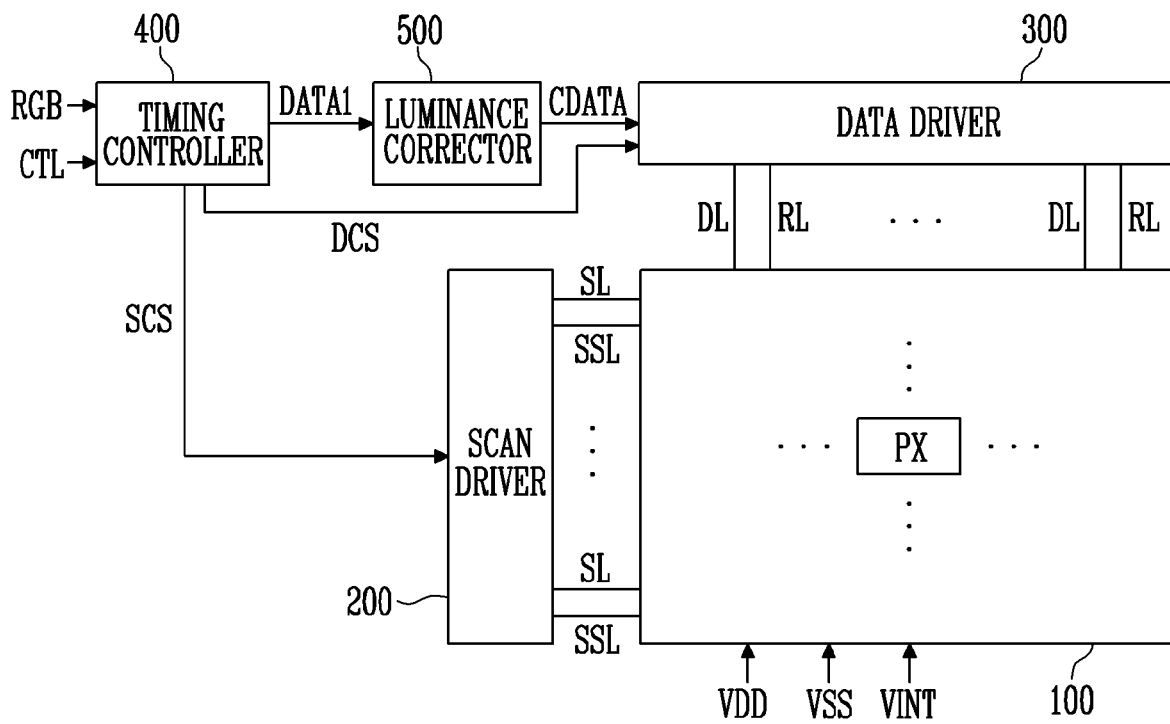 400
500
300
RGB
CTL
TIMING
CONTROLLER
DATA1
LUMINANCE
CORRECTOR
CDATA
DATA DRIVER
DCS
DL
RL
. . .
DL
RL
SCS
SL
SSL
SCAN
DRIVER
. . .
PX
. . .
SL
SSL
200
VDD
VSS
VINT
100